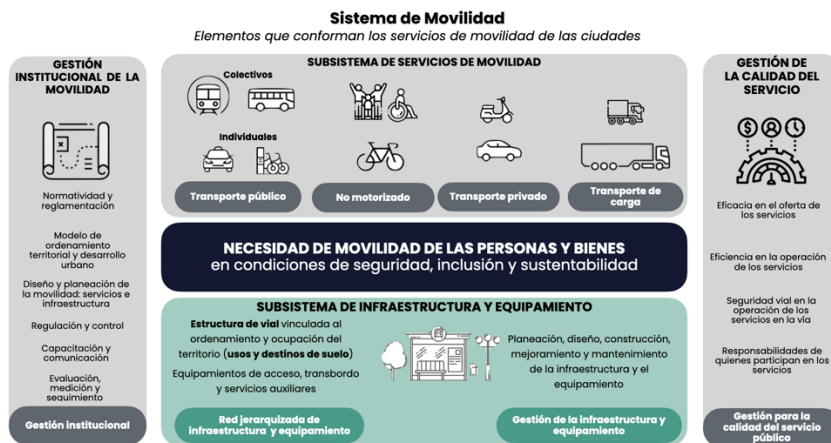 Sistema de Movilidad
Elementos que conforman los servicios de movilidad de las ciudades
GESTIÓN
INSTITUCIONAL DE LA
MOVILIDAD
Normatividad y
reglamentación
Modelo de
ordenamiento
territorial y desarrollo
urbano
Diseño y planeación de
la movilidad: servicios e
infraestructura
Regulación y control
Capacitación y
comunicación
Evaluación,
medición y
seguimiento
Gestión institucional
SUBSISTEMA DE SERVICIOS DE MOVILIDAD
Colectivos
Individuales
Transporte público
No motorizado
Transporte privado
Transporte de
carga
NECESIDAD DE MOVILIDAD DE LAS PERSONAS Y BIENES
en condiciones de seguridad, inclusión y sustentabilidad
SUBSISTEMA DE INFRAESTRUCTURA Y EQUIPAMIENTO
Estructura de vial vinculada al
ordenamiento y ocupación del
territorio (usos y destinos de suelo)
Equipamientos de acceso, transbordo
y servicios auxiliares
Planeación, diseño, construcción,
mejoramiento y mantenimiento
de la infraestructura y el
equipamiento
Red jerarquizada de
infraestructura y equipamiento
Gestión de la infraestructura y
equipamiento
GESTIÓN DE
LA CALIDAD DEL
SERVICIO
Eficacia en el oferta de
los servicios
Eficiencia en la operación
de los servicios
Seguridad vial en la
operación de los
servicios en la vía
Responsabilidades de
quienes participan en los
servicios
Gestión para la
calidad del servicio
público